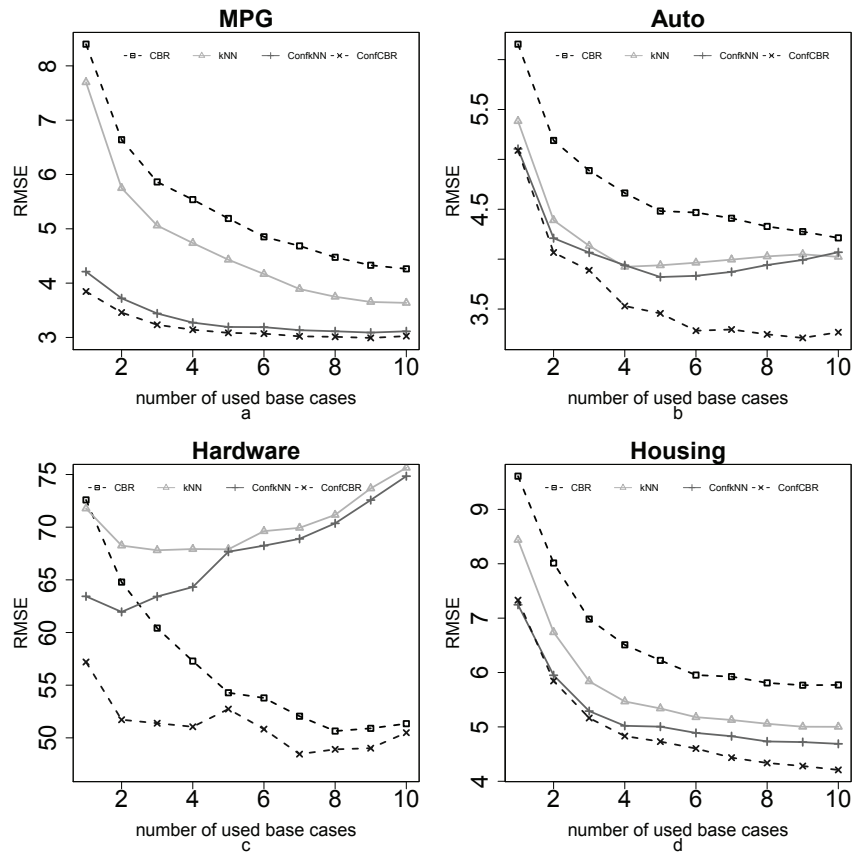 MPG
CBR kNN ConfkNN ConfCBR
RMSE
8
7
6
5
4
3
2 4 6 8 10
number of used base cases
a
Auto
CBR kNN ConfkNN ConfCBR
RMSE
5.5
4.5
3.5
2 4 6 8 10
number of used base cases
b
Hardware
CBR kNN ConfkNN ConfCBR
RMSE
75
70
65
60
55
50
2 4 6 8 10
number of used base cases
c
Housing
CBR kNN ConfkNN ConfCBR
RMSE
9
8
7
6
5
4
2 4 6 8 10
number of used base cases
d